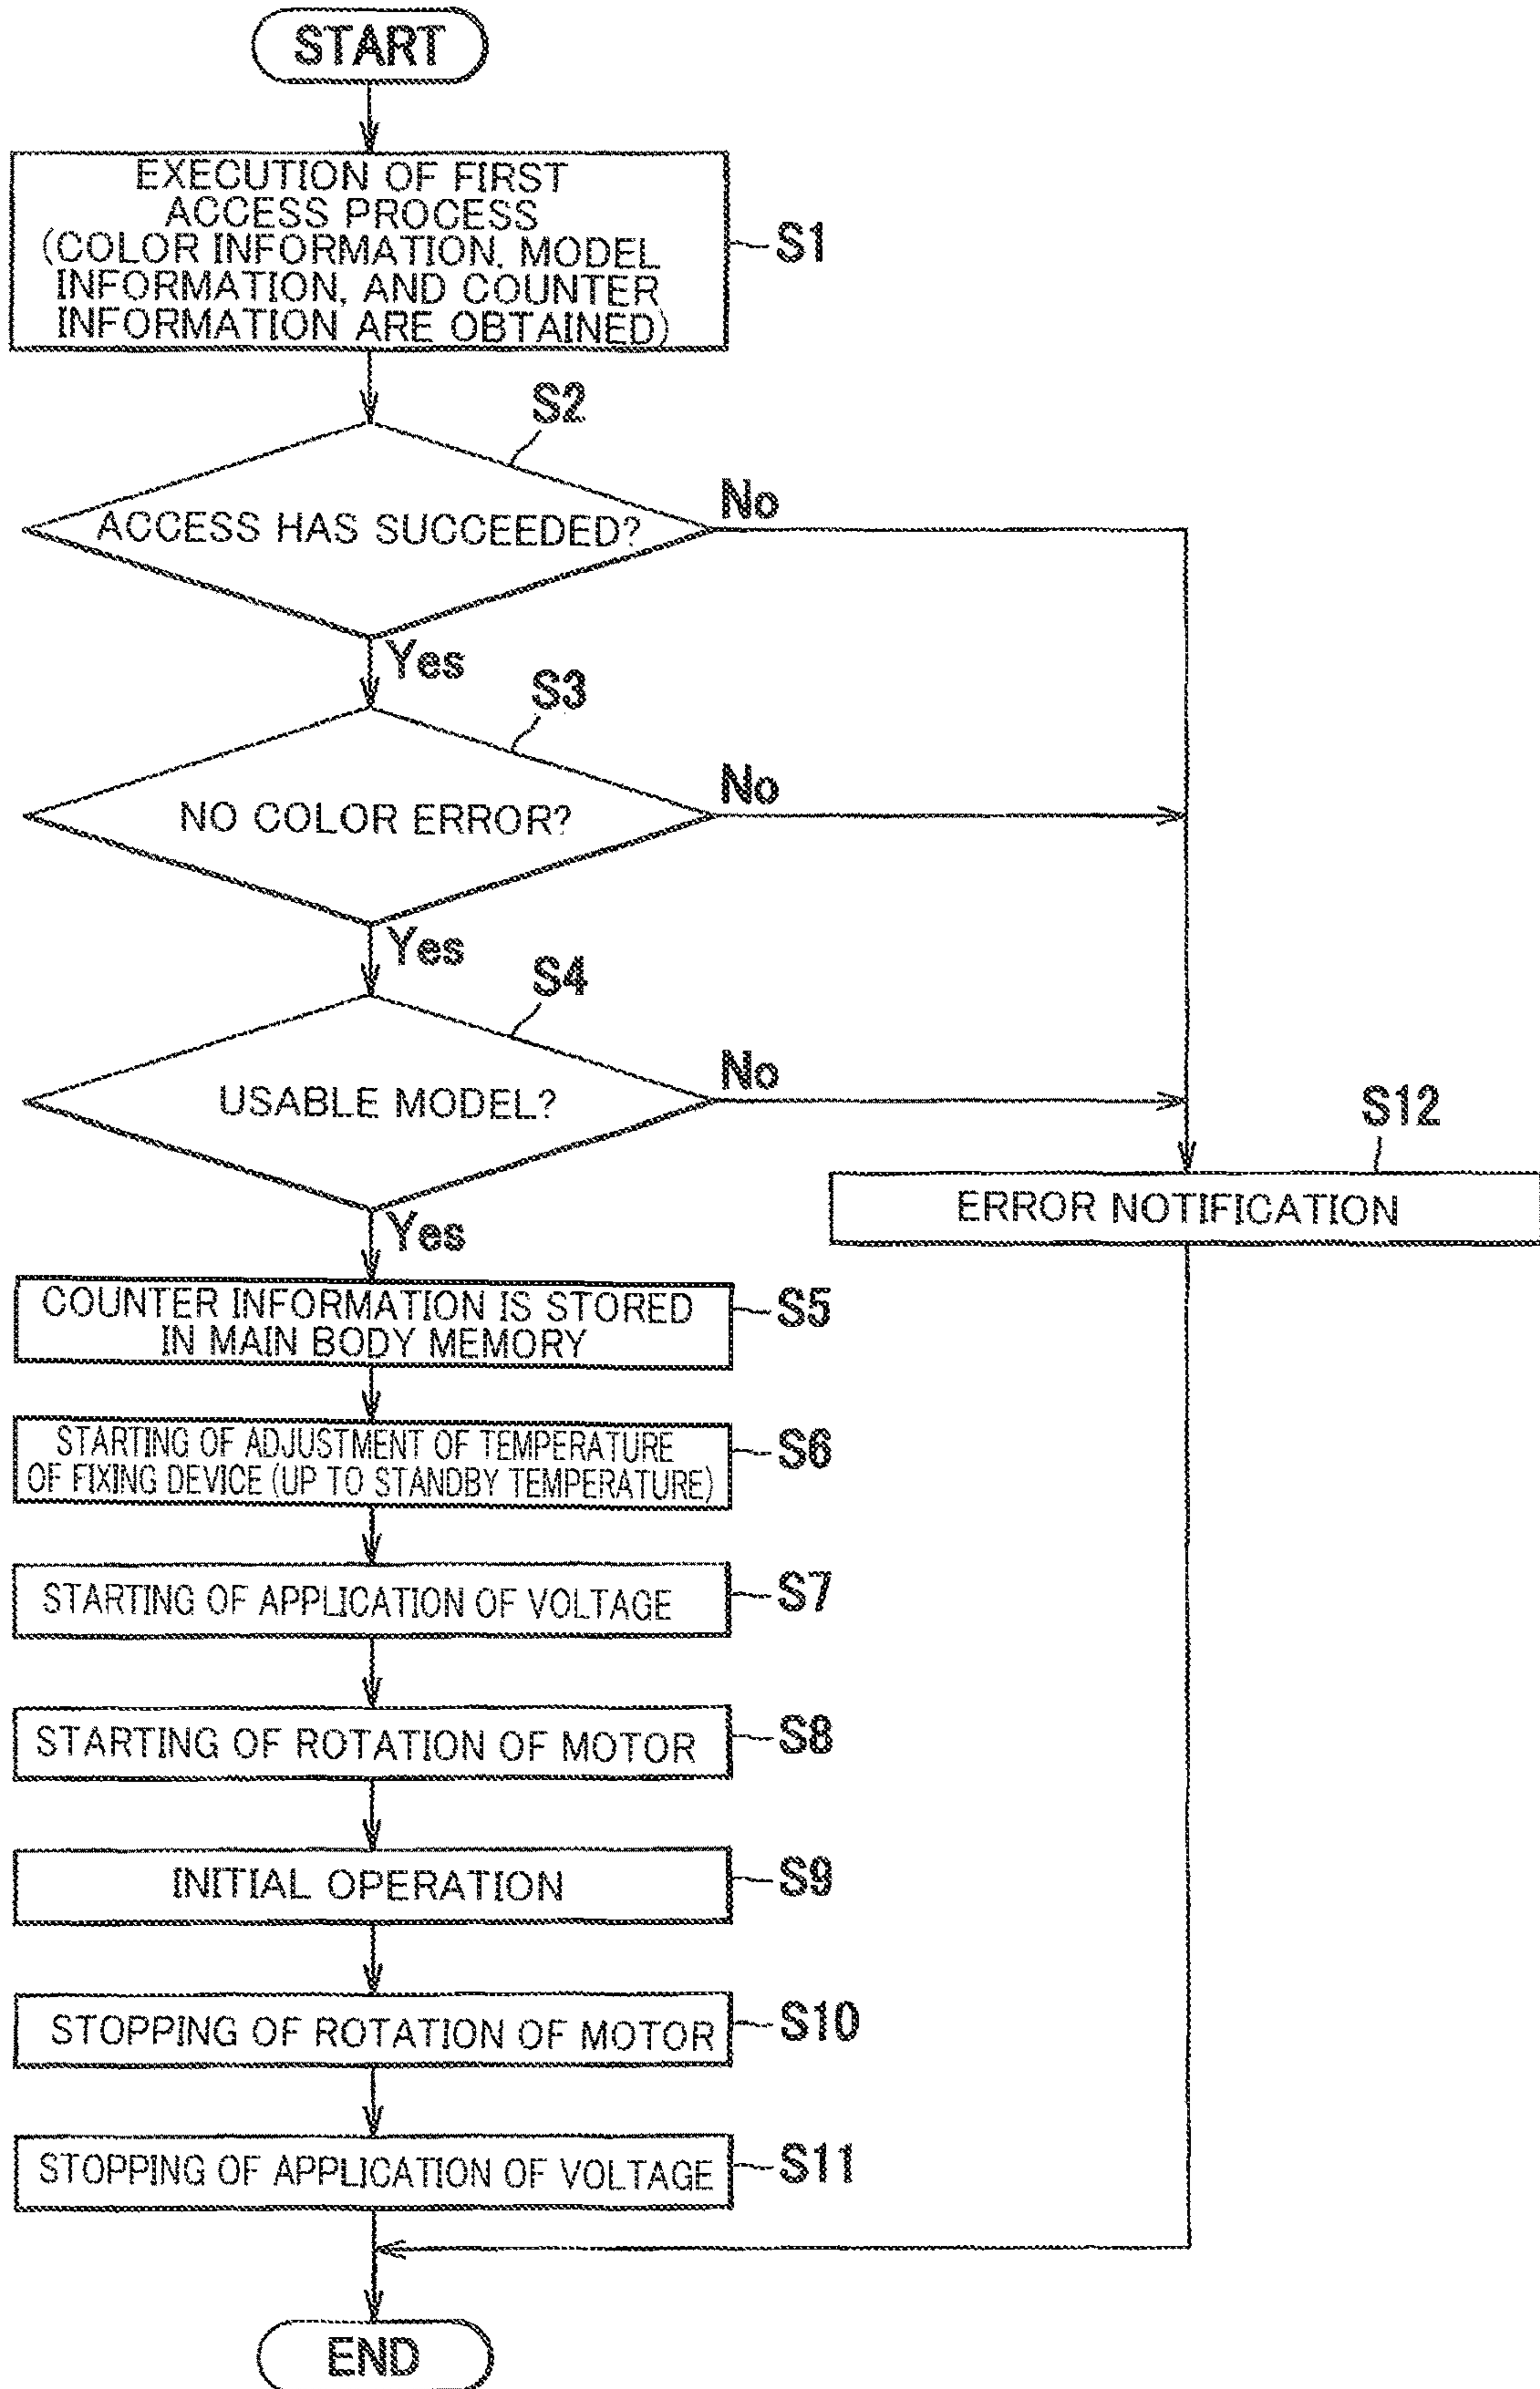 START
EXECUTION OF FIRST
ACCESS PROCESS
(COLOR INFORMATION, MODEL
INFORMATION, AND COUNTER
INFORMATION ARE OBTAINED)
S1
S2
ACCESS HAS SUCCEEDED?
No
Yes
S3
NO COLOR ERROR?
No
Yes
S4
USABLE MODEL?
No
Yes
S12
ERROR NOTIFICATION
COUNTER INFORMATION IS STORED
IN MAIN BODY MEMORY
S5
STARTING OF ADJUSTMENT OF TEMPERATURE
OF FIXING DEVICE (UP TO STANDBY TEMPERATURE)
S6
STARTING OF APPLICATION OF VOLTAGE
S7
STARTING OF ROTATION OF MOTOR
S8
INITIAL OPERATION
S9
STOPPING OF ROTATION OF MOTOR
S10
STOPPING OF APPLICATION OF VOLTAGE
S11
END